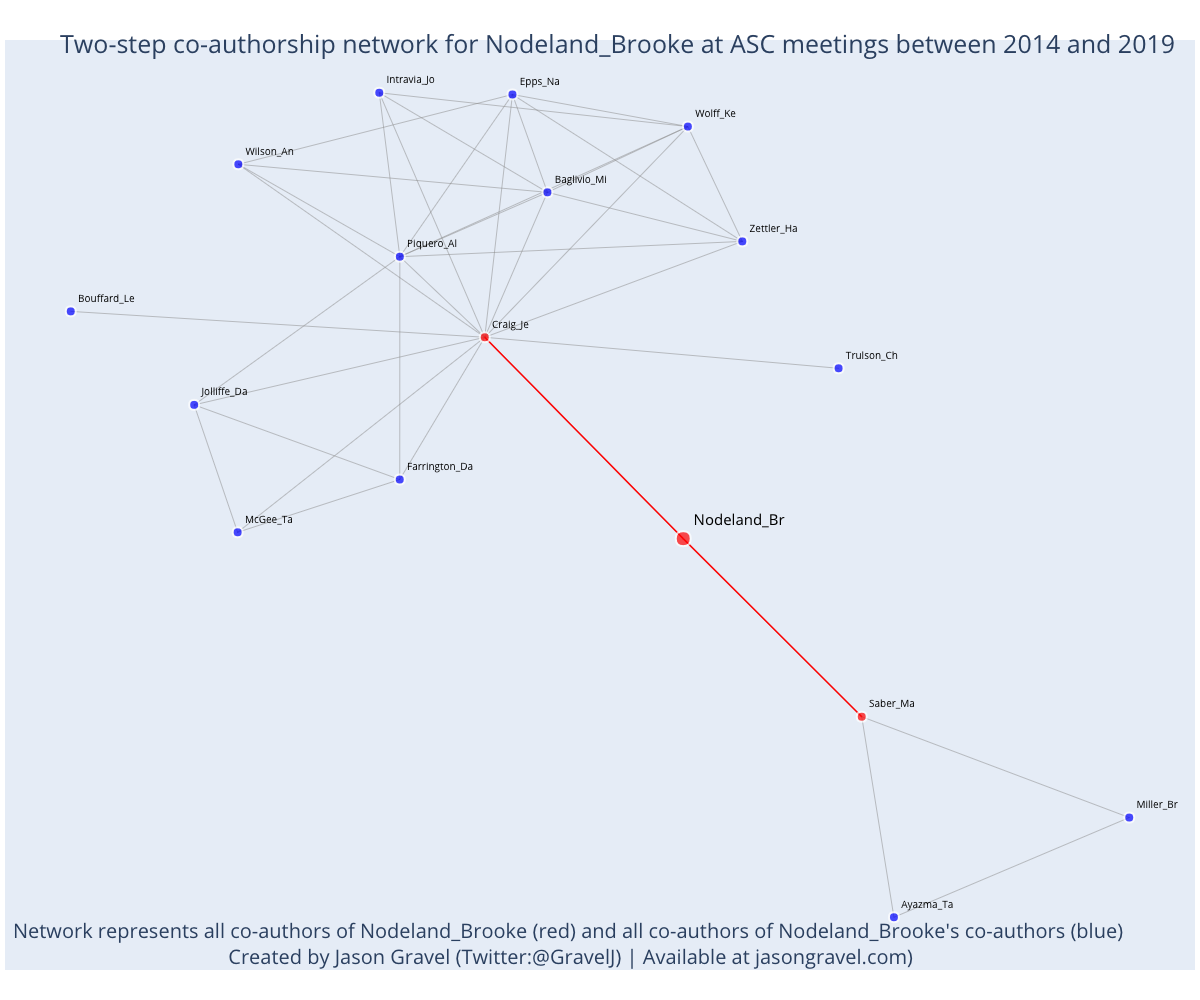 Two-step co-authorship network for Nodeland_Brooke at ASC meetings between 2014 and 2019
Intravia_Jo
Epps_Na
Wolff_Ke
Wilson_An
Baglivio_Mi
Zettler_Ha
Piquero_Al
Bouffard_Le
Craig_Je
Trulson_Ch
Jolliffe_Da
Farrington_Da
McGee_Ta
Nodeland_Br
Saber_Ma
Miller_Br
Ayazma_Ta
Network represents all co-authors of Nodeland_Brooke (red) and all co-authors of Nodeland_Brooke's co-authors (blue)
Created by Jason Gravel (Twitter:@GravelJ) | Available at jasongravel.com)